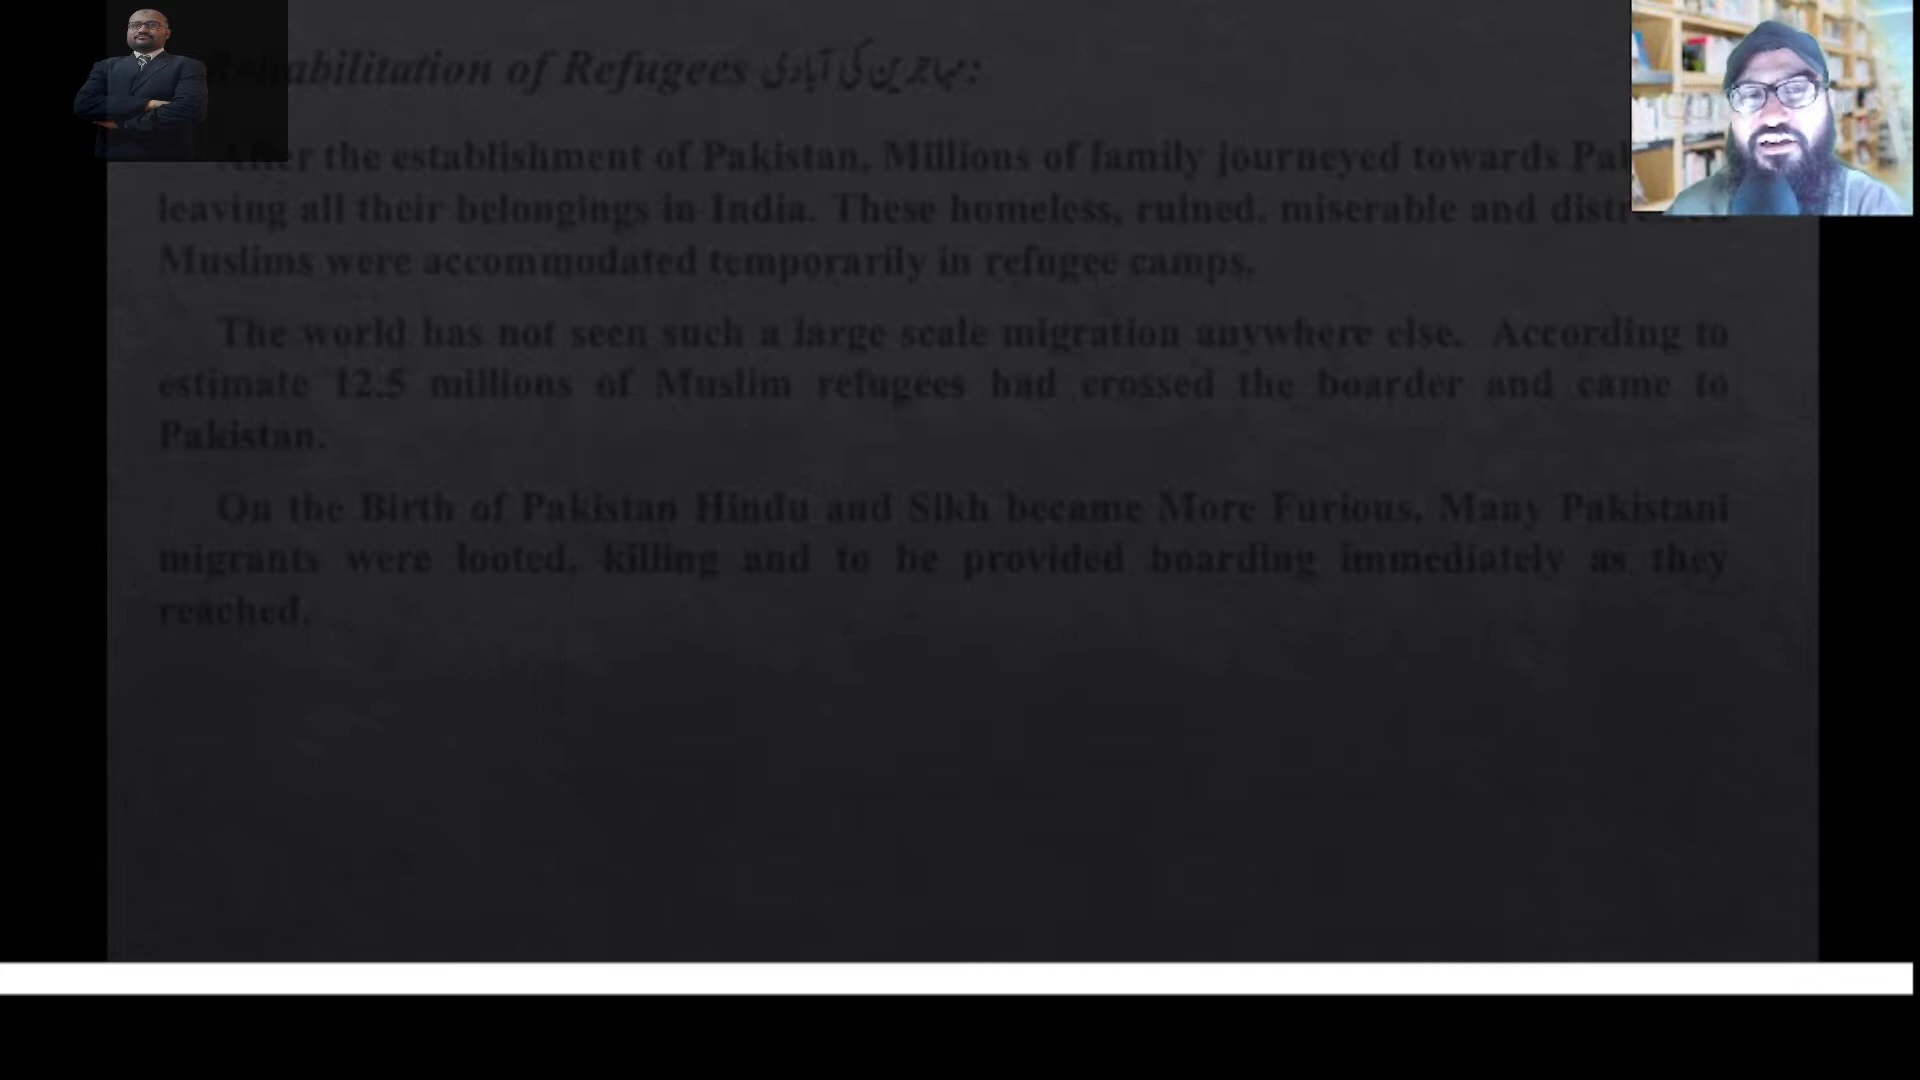 Rehabilitation of Refugees مہاجرین کی آبادی:
After the establishment of Pakistan, Millions of family journeyed towards
leaving all their belongings in India. These homeless, ruined, miserable and
Muslims were accommodated temporarily in refugee camps.
The world has not seen such a large scale migration anywhere else. According to
estimate 12.5 millions of Muslim refugees had crossed the boarder and came to
Pakistan.
On the Birth of Pakistan Hindu and Sikh became More Furious. Many Pakistani
migrants were looted, killing and to be provided boarding immediately as they
reached.